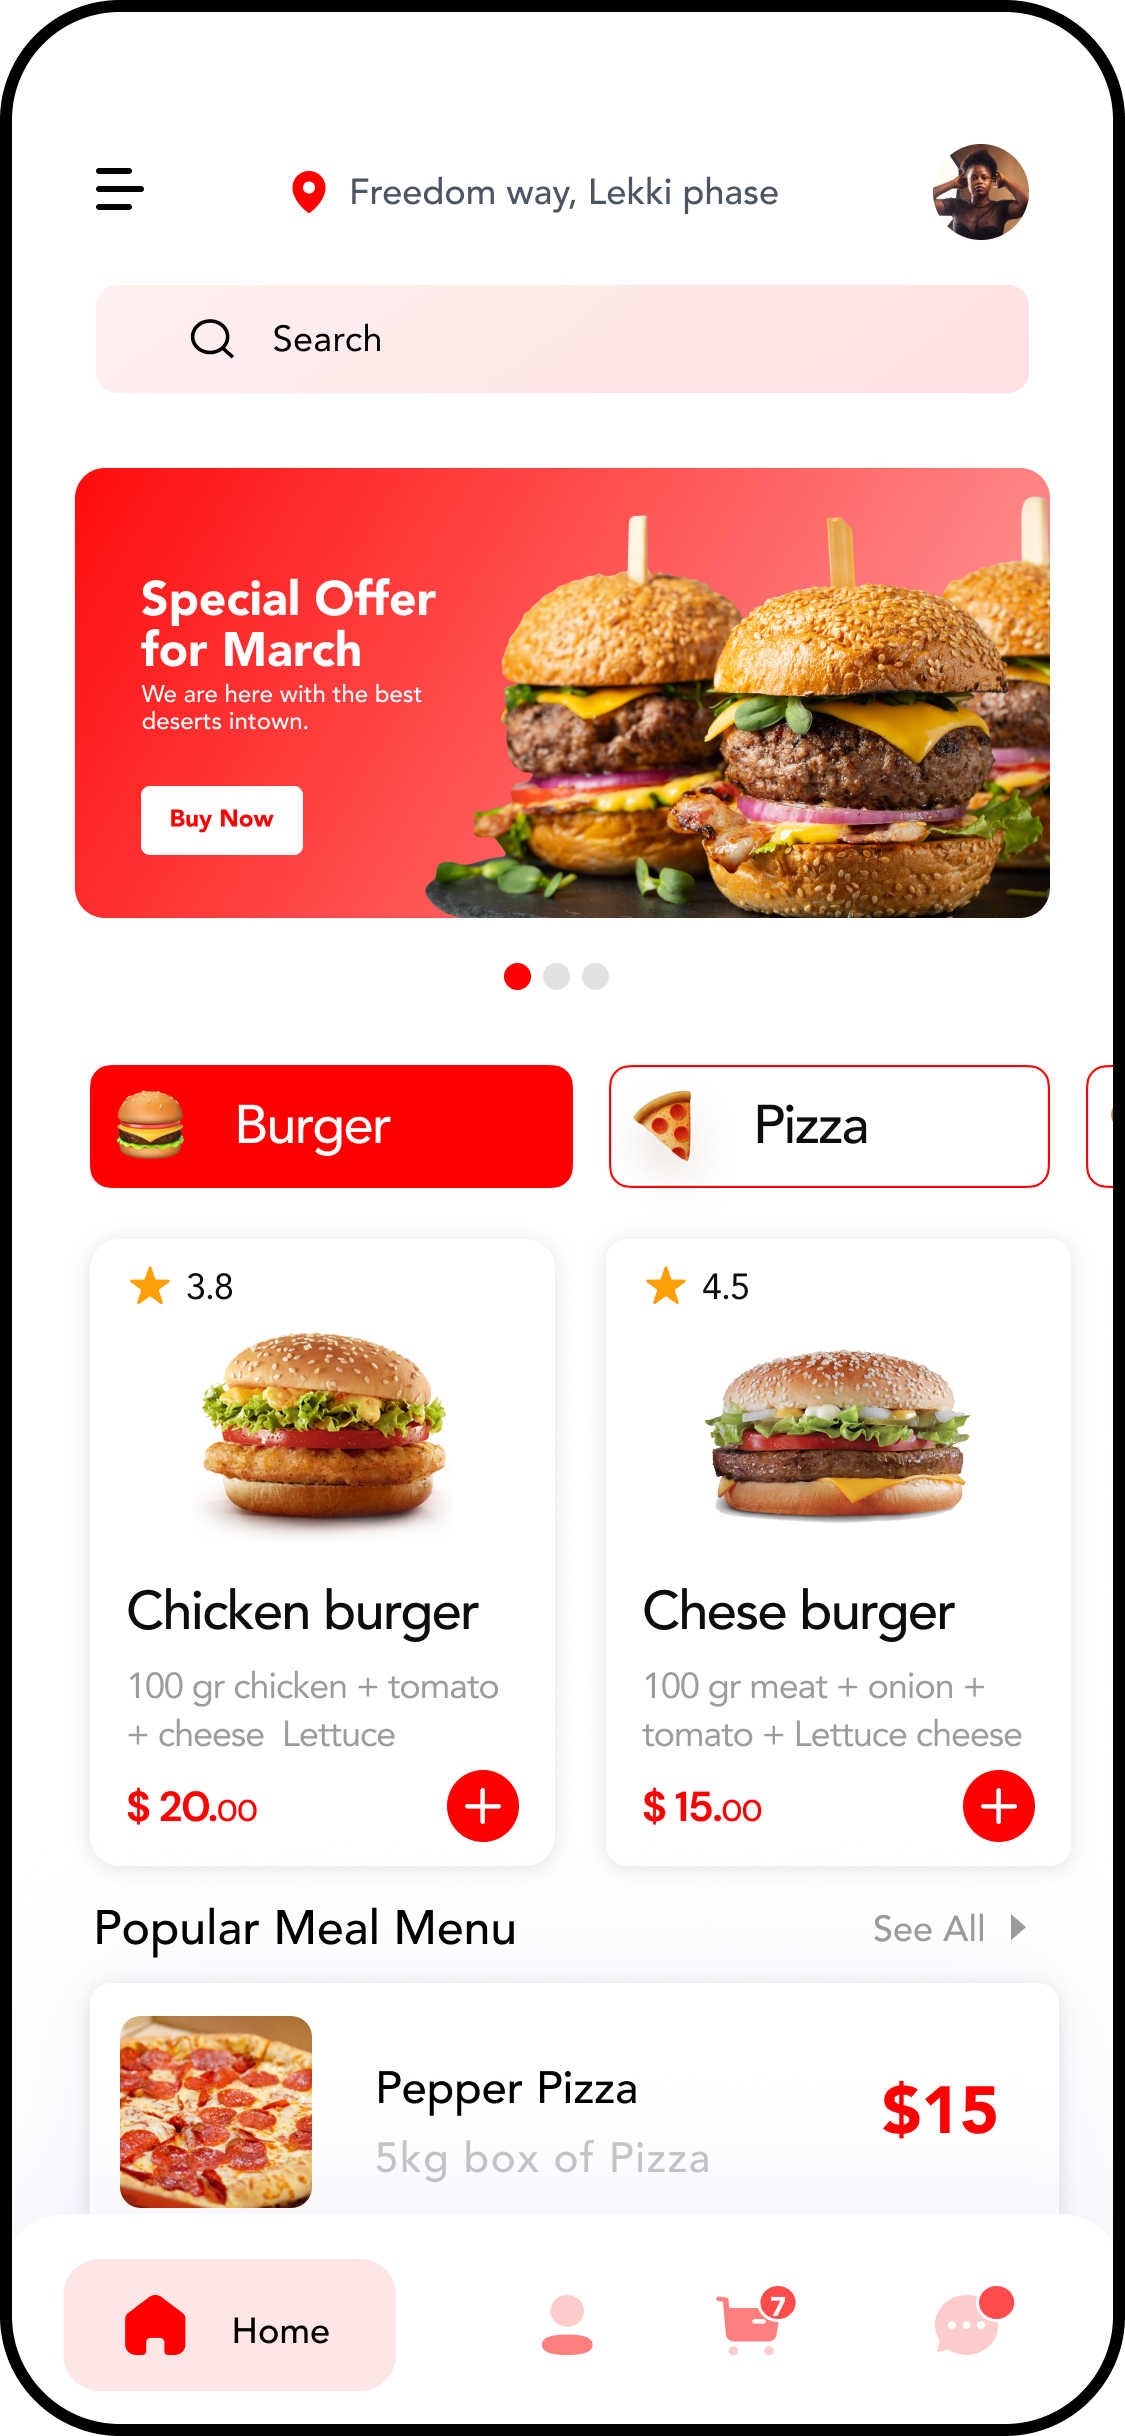 Freedom way, Lekki phase
Search
Special Offer
for March
We are here with the best
deserts intown.
Buy Now
Burger
Pizza
3.8
4.5
Chicken burger
Chese burger
100 gr chicken + tomato
+ cheese  Lettuce
100 gr meat + onion +
tomato + Lettuce cheese
$ 20.00
$ 15.00
Popular Meal Menu
See All
Pepper Pizza
$15
5kg box of Pizza
7
Home